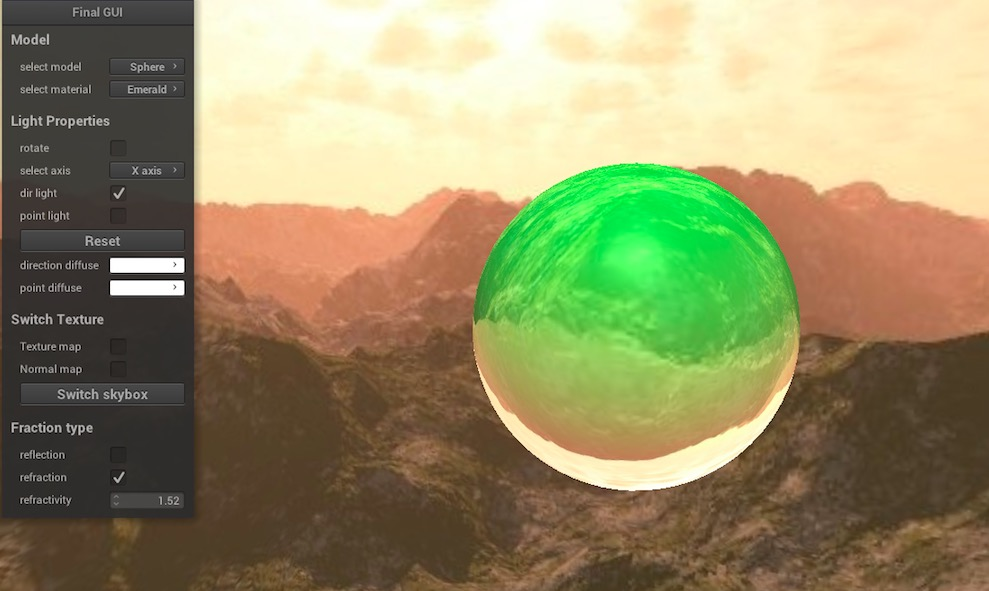 Final GUI
Model
select model Sphere ›
select material Emerald ›
Light Properties
rotate
select axis X axis ›
dir light
point light
Reset
direction diffuse ›
point diffuse ›
Switch Texture
Texture map
Normal map
Switch skybox
Fraction type
reflection
refraction
refractivity 1.52